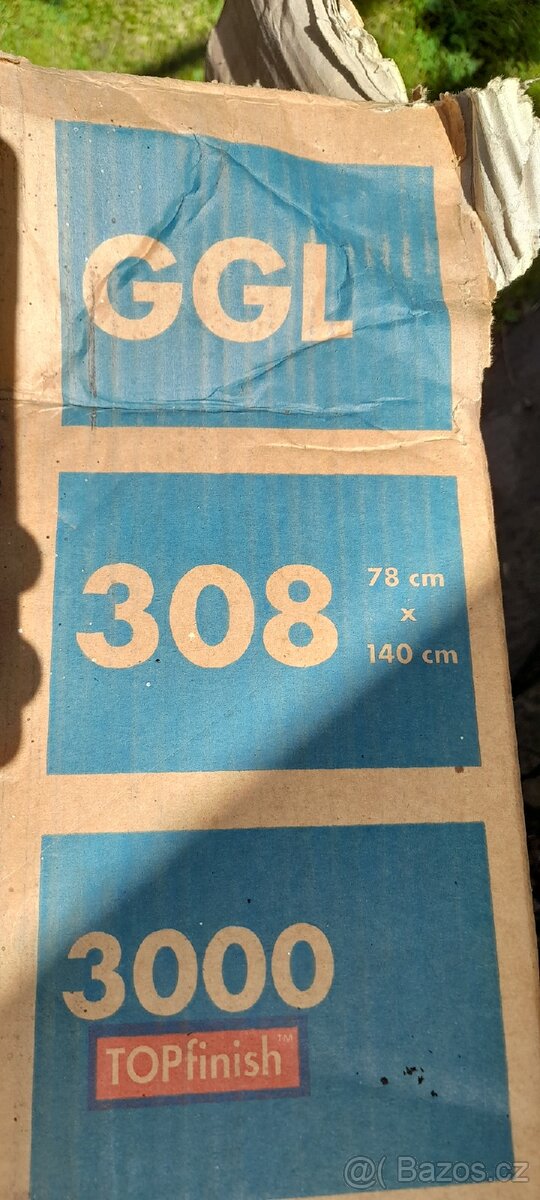 GGL
308
78 cm
x
140 cm
3000
TOPfinish™
@( Bazos.cz